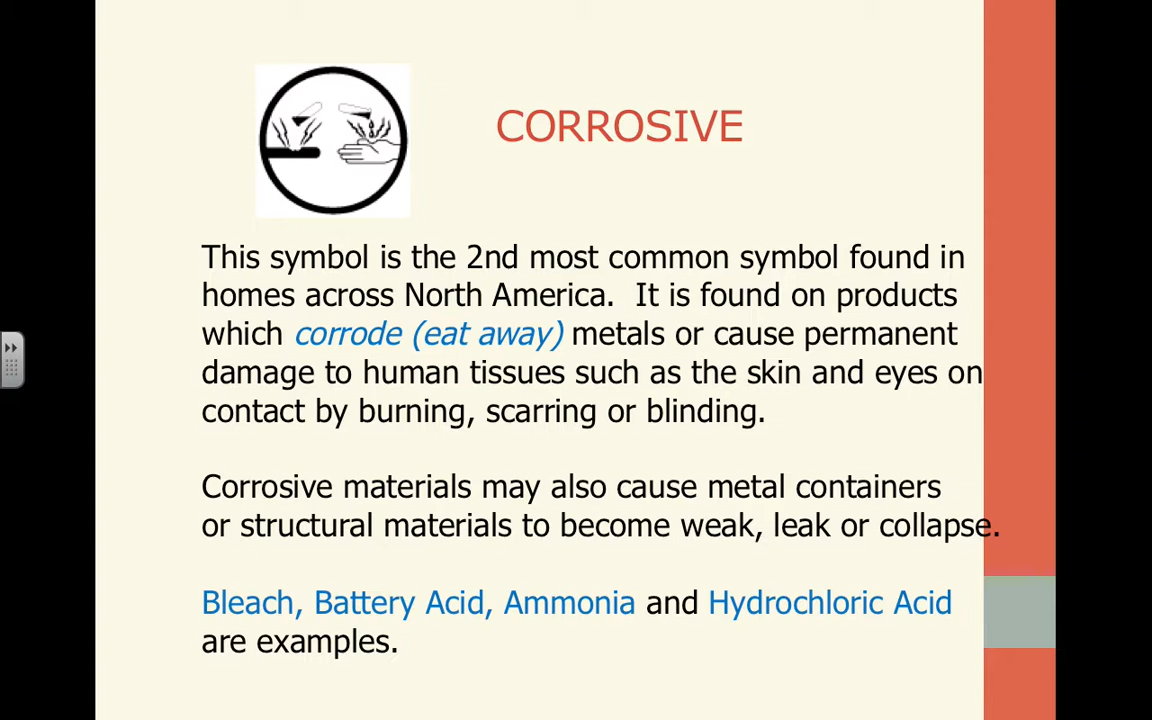 CORROSIVE
This symbol is the 2nd most common symbol found in
homes across North America.  It is found on products
which corrode (eat away) metals or cause permanent
damage to human tissues such as the skin and eyes on
contact by burning, scarring or blinding.
Corrosive materials may also cause metal containers
or structural materials to become weak, leak or collapse.
Bleach, Battery Acid, Ammonia and Hydrochloric Acid
are examples.